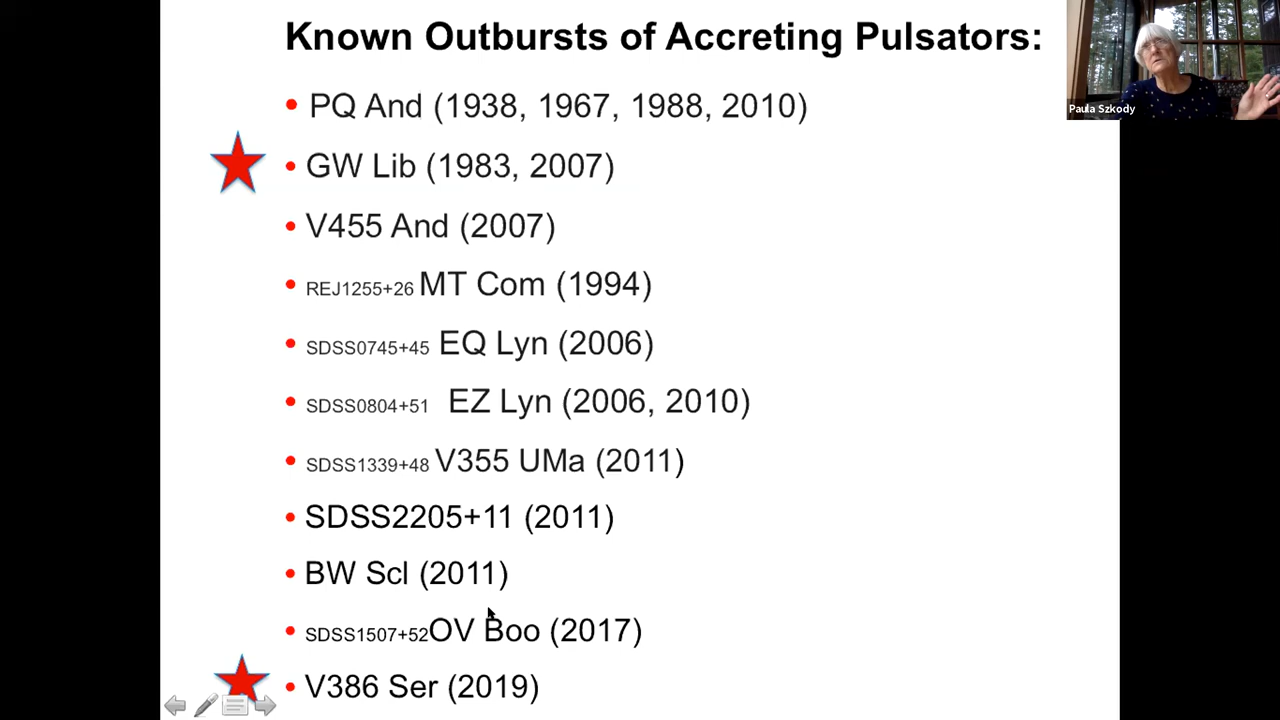 Known Outbursts of Accreting Pulsators:
Paula Szkody
• PQ And (1938, 1967, 1988, 2010)
• GW Lib (1983, 2007)
• V455 And (2007)
• REJ1255+26 MT Com (1994)
• SDSS0745+45 EQ Lyn (2006)
• SDSS0804+51 EZ Lyn (2006, 2010)
• SDSS1339+48 V355 UMa (2011)
• SDSS2205+11 (2011)
• BW Scl (2011)
• SDSS1507+52OV Boo (2017)
• V386 Ser (2019)